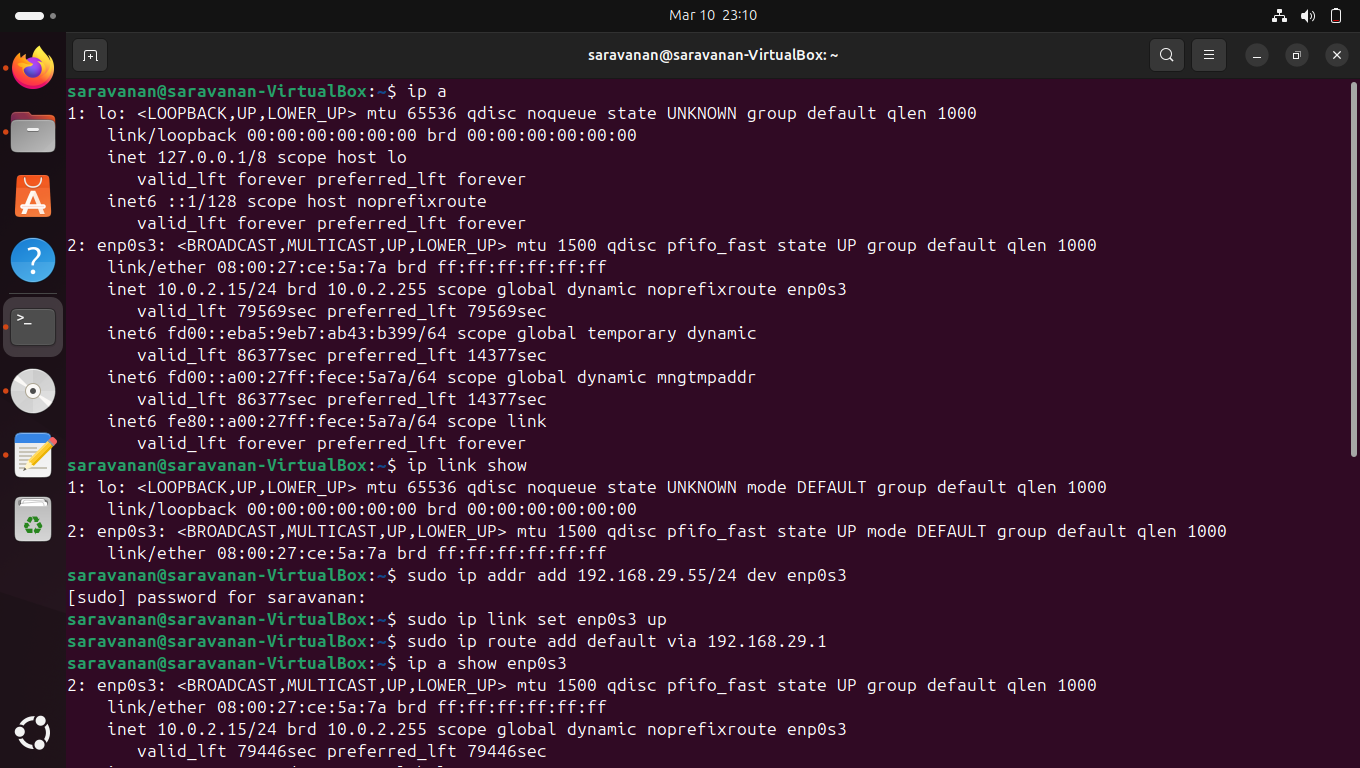 Mar 10 23:10
saravanan@saravanan-VirtualBox: ~
saravanan@saravanan-VirtualBox:~$ ip a
1: lo: <LOOPBACK,UP,LOWER_UP> mtu 65536 qdisc noqueue state UNKNOWN group default qlen 1000
    link/loopback 00:00:00:00:00:00 brd 00:00:00:00:00:00
    inet 127.0.0.1/8 scope host lo
       valid_lft forever preferred_lft forever
    inet6 ::1/128 scope host noprefixroute
       valid_lft forever preferred_lft forever
2: enp0s3: <BROADCAST,MULTICAST,UP,LOWER_UP> mtu 1500 qdisc pfifo_fast state UP group default qlen 1000
    link/ether 08:00:27:ce:5a:7a brd ff:ff:ff:ff:ff:ff
    inet 10.0.2.15/24 brd 10.0.2.255 scope global dynamic noprefixroute enp0s3
       valid_lft 79569sec preferred_lft 79569sec
    inet6 fd00::eba5:9eb7:ab43:b399/64 scope global temporary dynamic
       valid_lft 86377sec preferred_lft 14377sec
    inet6 fd00::a00:27ff:fece:5a7a/64 scope global dynamic mngtmpaddr
       valid_lft 86377sec preferred_lft 14377sec
    inet6 fe80::a00:27ff:fece:5a7a/64 scope link
       valid_lft forever preferred_lft forever
saravanan@saravanan-VirtualBox:~$ ip link show
1: lo: <LOOPBACK,UP,LOWER_UP> mtu 65536 qdisc noqueue state UNKNOWN mode DEFAULT group default qlen 1000
    link/loopback 00:00:00:00:00:00 brd 00:00:00:00:00:00
2: enp0s3: <BROADCAST,MULTICAST,UP,LOWER_UP> mtu 1500 qdisc pfifo_fast state UP mode DEFAULT group default qlen 1000
    link/ether 08:00:27:ce:5a:7a brd ff:ff:ff:ff:ff:ff
saravanan@saravanan-VirtualBox:~$ sudo ip addr add 192.168.29.55/24 dev enp0s3
[sudo] password for saravanan:
saravanan@saravanan-VirtualBox:~$ sudo ip link set enp0s3 up
saravanan@saravanan-VirtualBox:~$ sudo ip route add default via 192.168.29.1
saravanan@saravanan-VirtualBox:~$ ip a show enp0s3
2: enp0s3: <BROADCAST,MULTICAST,UP,LOWER_UP> mtu 1500 qdisc pfifo_fast state UP group default qlen 1000
    link/ether 08:00:27:ce:5a:7a brd ff:ff:ff:ff:ff:ff
    inet 10.0.2.15/24 brd 10.0.2.255 scope global dynamic noprefixroute enp0s3
       valid_lft 79446sec preferred_lft 79446sec